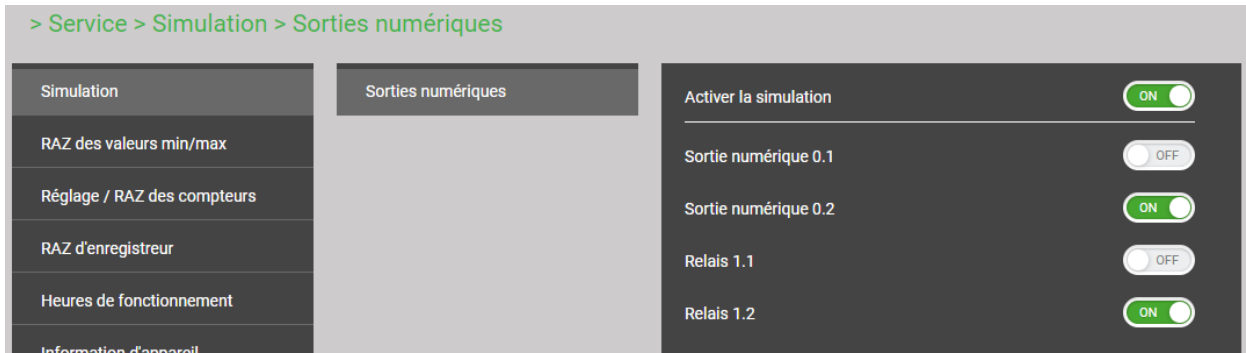 > Service > Simulation > Sorties numériques
Simulation
RAZ des valeurs min/max
Réglage / RAZ des compteurs
RAZ d'enregistreur
Heures de fonctionnement
Information d'appareil
Sorties numériques
Activer la simulation ON
Sortie numérique 0.1 OFF
Sortie numérique 0.2 ON
Relais 1.1 OFF
Relais 1.2 ON